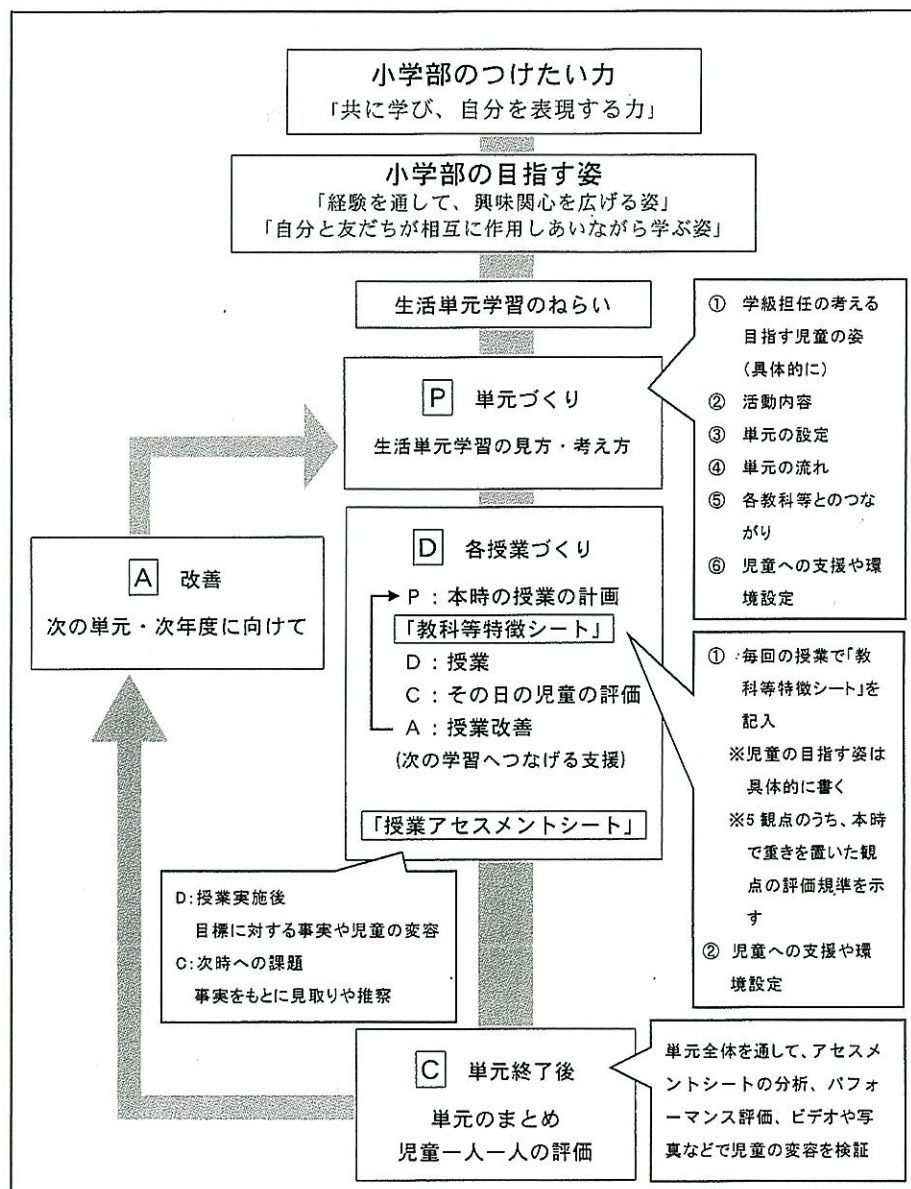 小学部のつけたい力
「共に学び、自分を表現する力」
小学部の目指す姿
「経験を通して、興味関心を広げる姿」
「自分と友だちが相互に作用しあいながら学ぶ姿」
生活単元学習のねらい
P 単元づくり
生活単元学習の見方・考え方
① 学級担任の考える
目指す児童の姿
(具体的に)
② 活動内容
③ 単元の設定
④ 単元の流れ
⑤ 各教科等とのつな
がり
⑥ 児童への支援や環
境設定
D 各授業づくり
P:本時の授業の計画
「教科等特徴シート」
D:授業
C:その日の児童の評価
A:授業改善
(次の学習へつなげる支援)
「授業アセスメントシート」
A 改善
次の単元・次年度に向けて
① 毎回の授業で「教
科等特徴シート」を
記入
※児童の目指す姿は
具体的に書く
※5観点のうち、本時
で重きを置いた観
点の評価規準を示
す
② 児童への支援や環
境設定
D:授業実施後
目標に対する事実や児童の変容
C:次時への課題
事実をもとに見取りや推察
C 単元終了後
単元のまとめ
児童一人一人の評価
単元全体を通して、アセスメ
ントシートの分析、パフォ
ーマンス評価、ビデオや写
真などで児童の変容を検証